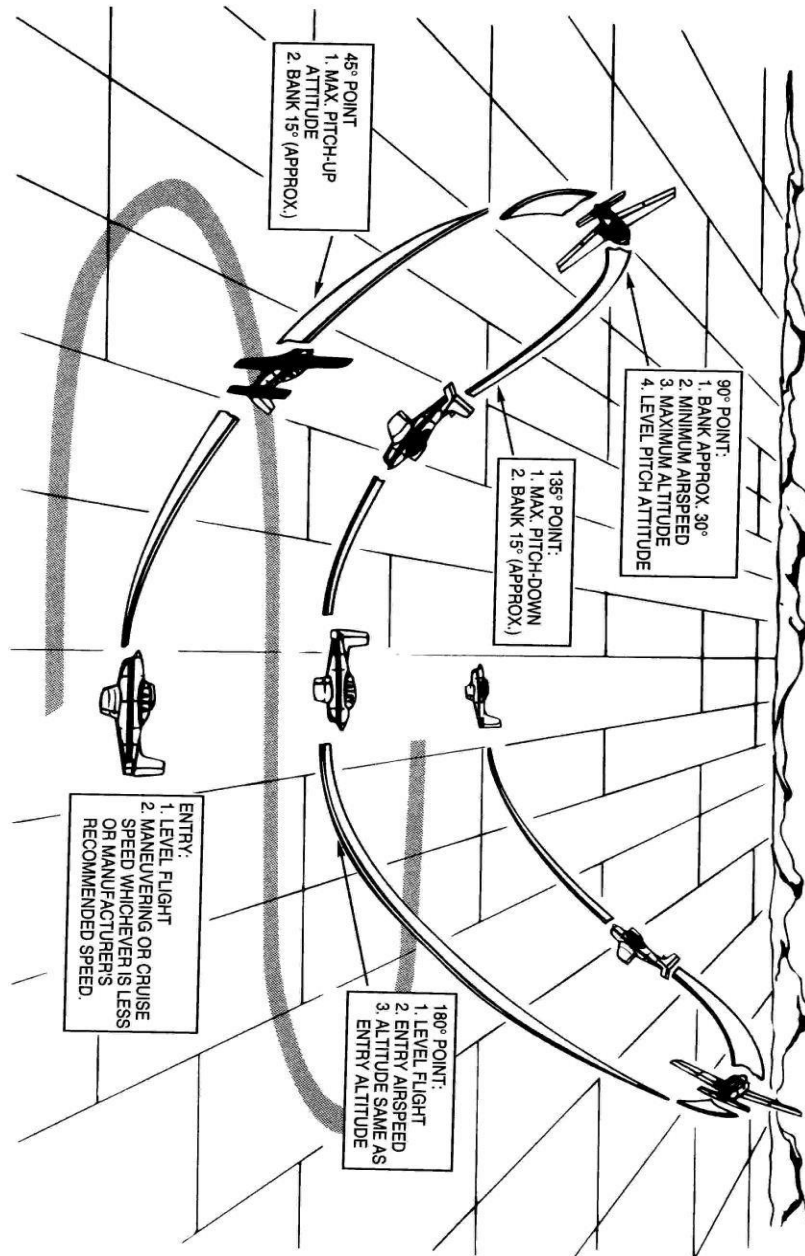 ENTRY:
1. LEVEL FLIGHT
2. MANEUVERING OR CRUISE
SPEED WHICHEVER IS LESS
OR MANUFACTURER'S
RECOMMENDED SPEED.
45° POINT
1. MAX. PITCH-UP
ATTITUDE
2. BANK 15° (APPROX.)
90° POINT:
1. BANK APPROX. 30°
2. MINIMUM AIRSPEED
3. MAXIMUM ALTITUDE
4. LEVEL PITCH ATTITUDE
135° POINT:
1. MAX. PITCH-DOWN
2. BANK 15° (APPROX.)
180° POINT:
1. LEVEL FLIGHT
2. ENTRY AIRSPEED
3. ALTITUDE SAME AS
ENTRY ALTITUDE